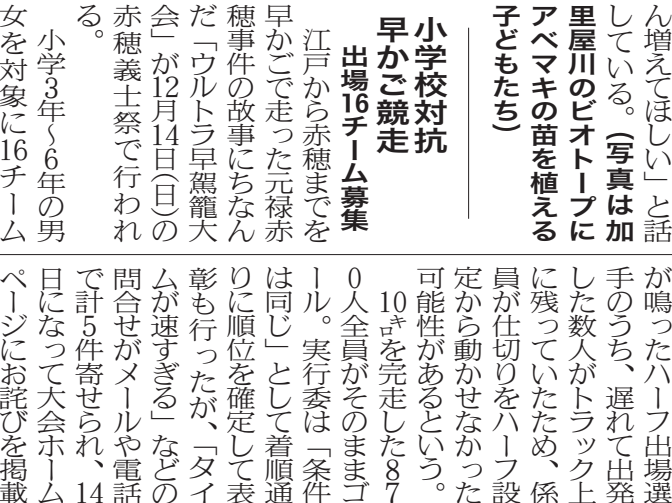 ん増えてほしい」と話
している。（写真は加
里屋川のビオトープに
アベマキの苗を植える
子どもたち）
小学校対抗
早かご競走
出場16チーム募集
江戸から赤穂までを
早かごで走った元禄赤
穂事件の故事にちなん
だ「ウルトラ早駕籠大
会」が12月14日（日）の
赤穂義士祭で行われ
る。
小学3年～6年の男
女を対象に16チーム
が鳴ったハーフ出場選
手のうち、遅れて出発
した数人がトラック上
に残っていたため、係
員が仕切りをハーフ設
定から動かせなかった
可能性があるという。
10㌔を完走した87
0人全員がそのままゴ
ール。実行委は「条件
は同じ」として着順通
りに順位を確定して表
彰も行ったが、「タイ
ムが速すぎる」などの
問合せがメールや電話
で計5件寄せられ、14
日になって大会ホーム
ページにお詫びを掲載